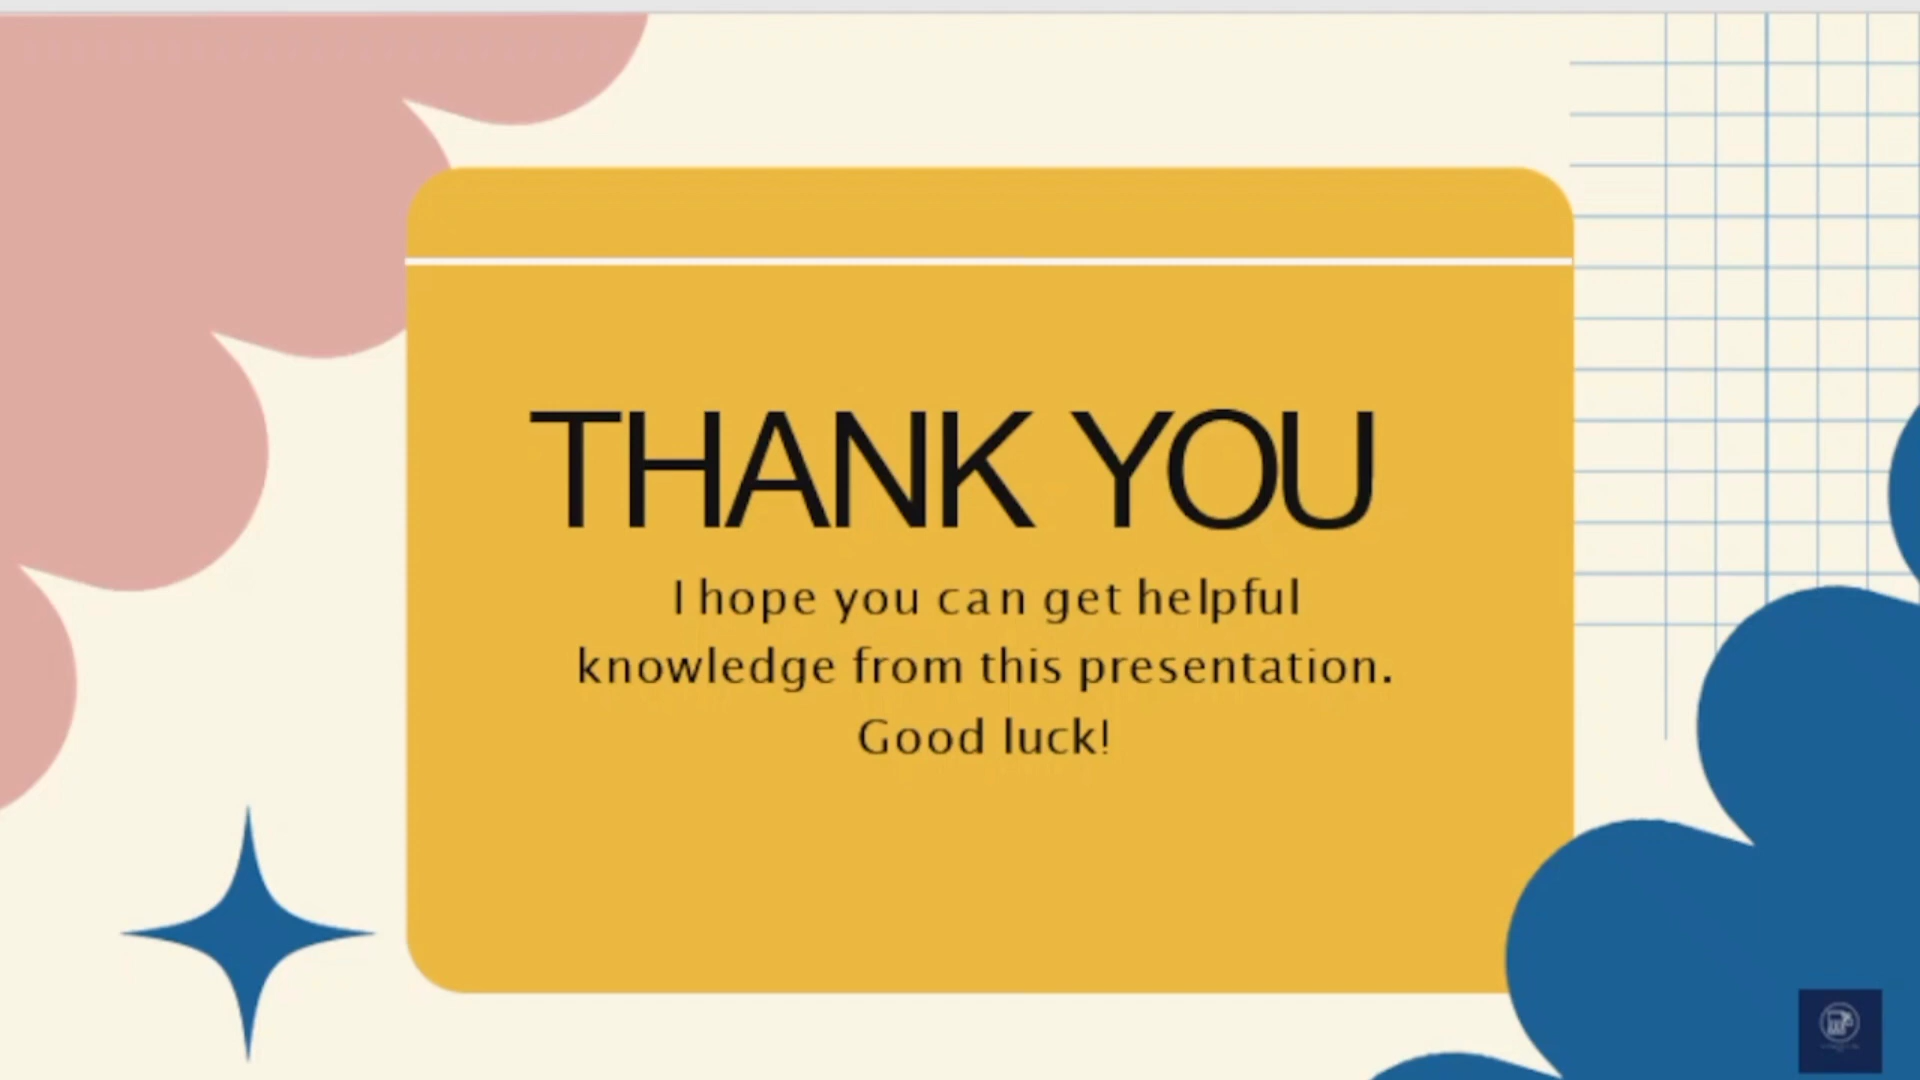 THANK YOU
I hope you can get helpful
knowledge from this presentation.
Good luck!